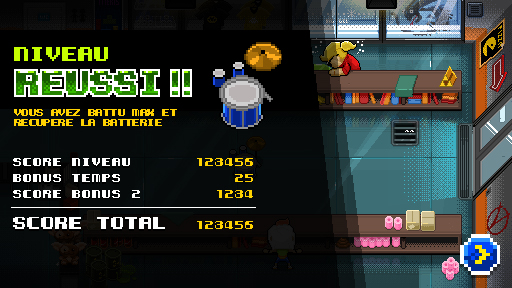 NIVEAU
REUSSI !!
VOUS AVEZ BATTU MAX ET
RECUPERE LA BATTERIE
SCORE NIVEAU 123456
BONUS TEMPS 25
SCORE BONUS 2 1234
SCORE TOTAL 123456